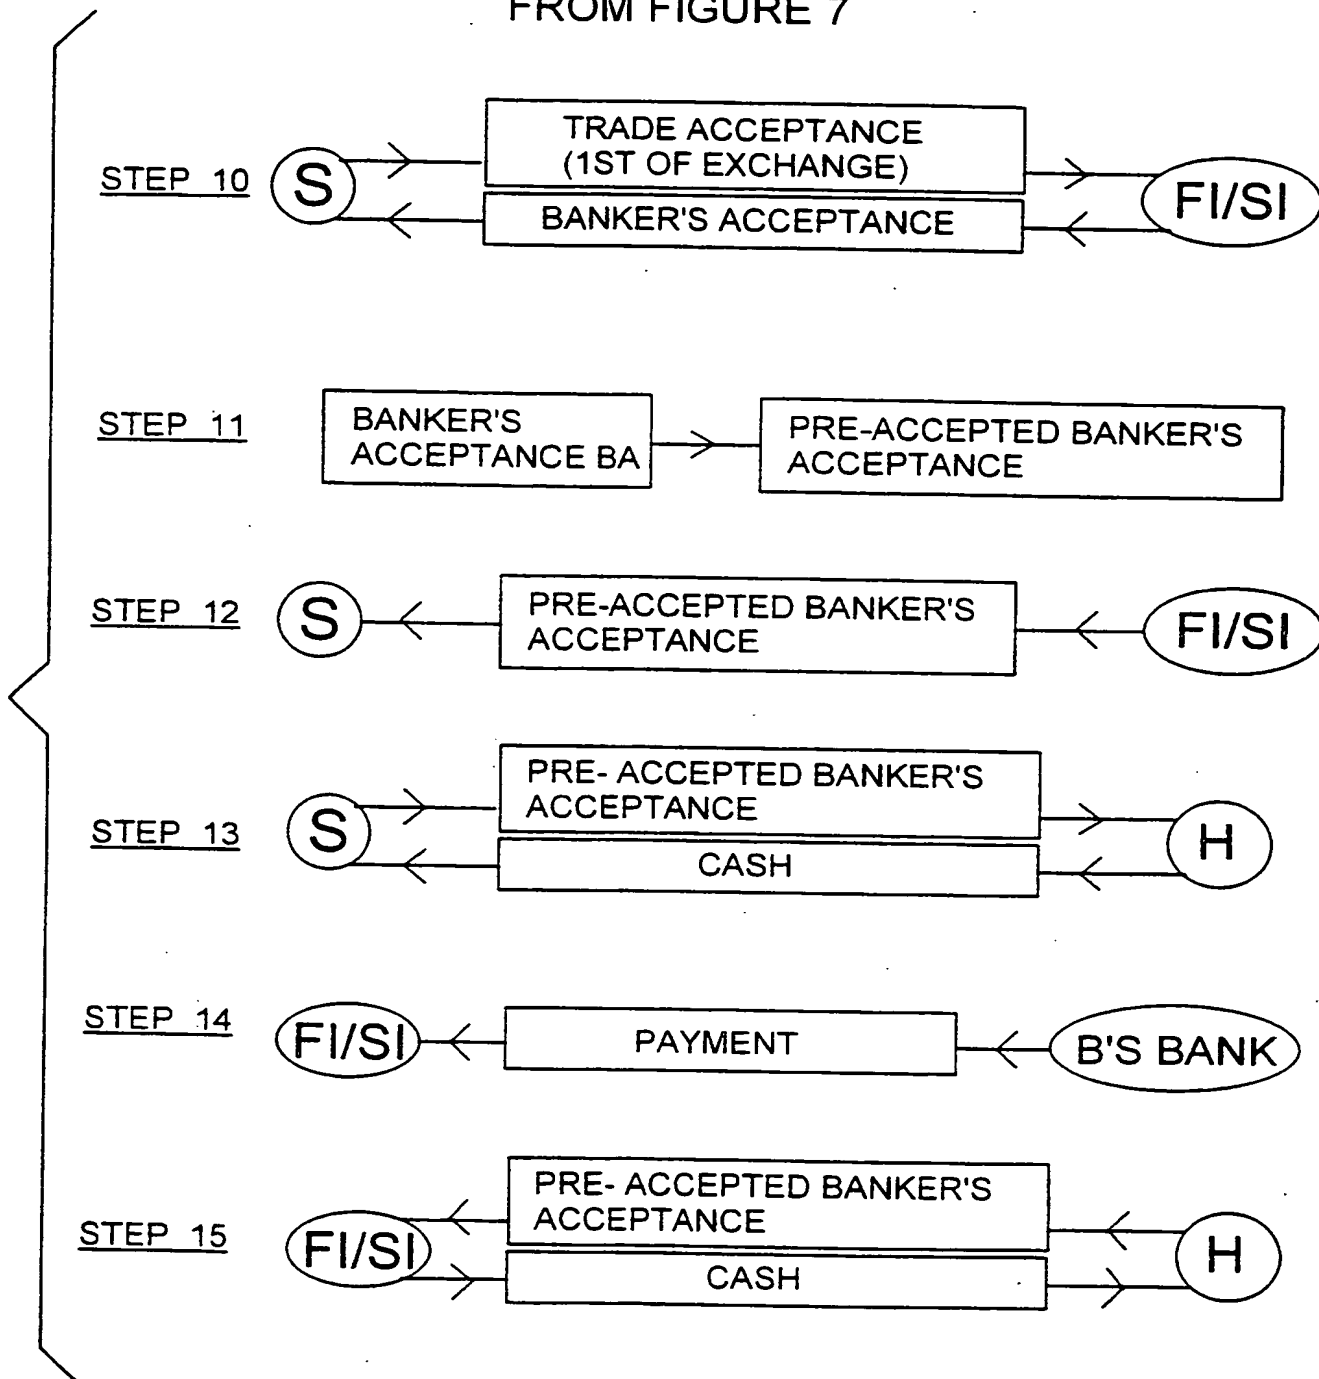 FROM FIGURE 7
STEP 10
S
TRADE ACCEPTANCE
(1ST OF EXCHANGE)
BANKER'S ACCEPTANCE
FI/SI
STEP 11
BANKER'S
ACCEPTANCE BA
PRE-ACCEPTED BANKER'S
ACCEPTANCE
STEP 12
S
PRE-ACCEPTED BANKER'S
ACCEPTANCE
FI/SI
STEP 13
S
PRE- ACCEPTED BANKER'S
ACCEPTANCE
CASH
H
STEP 14
FI/SI
PAYMENT
B'S BANK
STEP 15
FI/SI
PRE- ACCEPTED BANKER'S
ACCEPTANCE
CASH
H